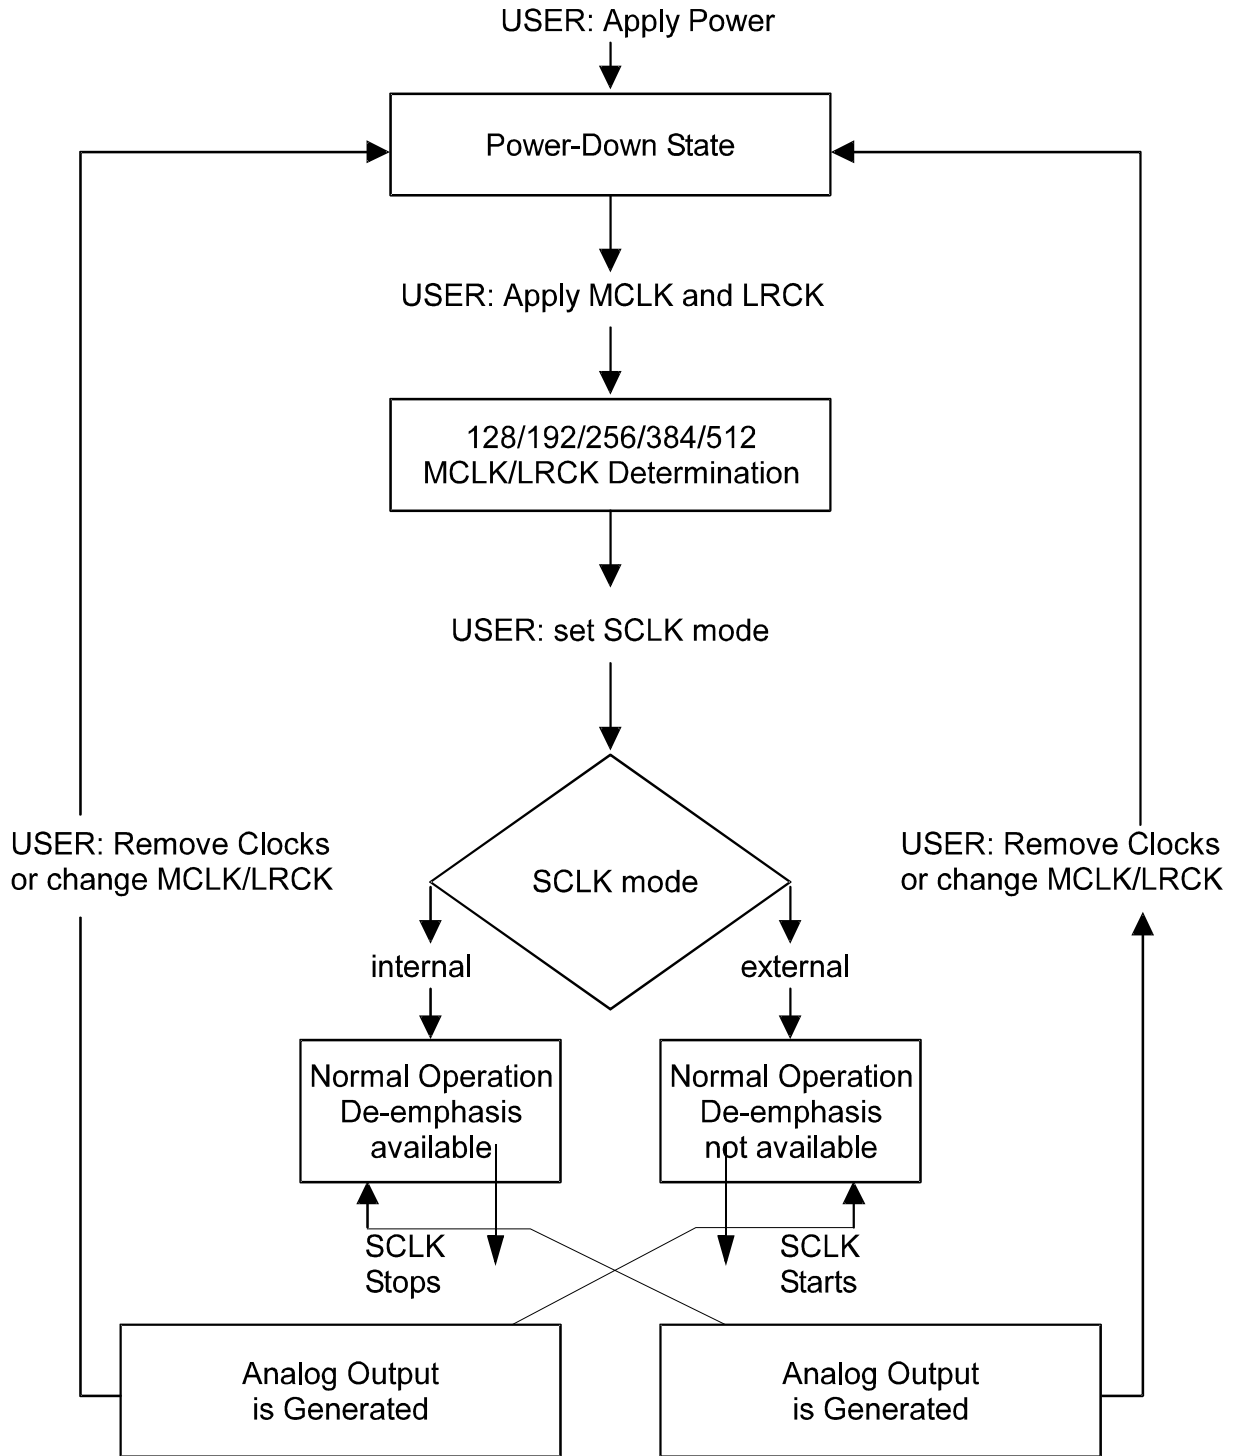 USER: Apply Power
Power-Down State
USER: Apply MCLK and LRCK
128/192/256/384/512
MCLK/LRCK Determination
USER: set SCLK mode
USER: Remove Clocks
or change MCLK/LRCK
SCLK mode
USER: Remove Clocks
or change MCLK/LRCK
internal
external
Normal Operation
De-emphasis
available
Normal Operation
De-emphasis
not available
SCLK
Stops
SCLK
Starts
Analog Output
is Generated
Analog Output
is Generated